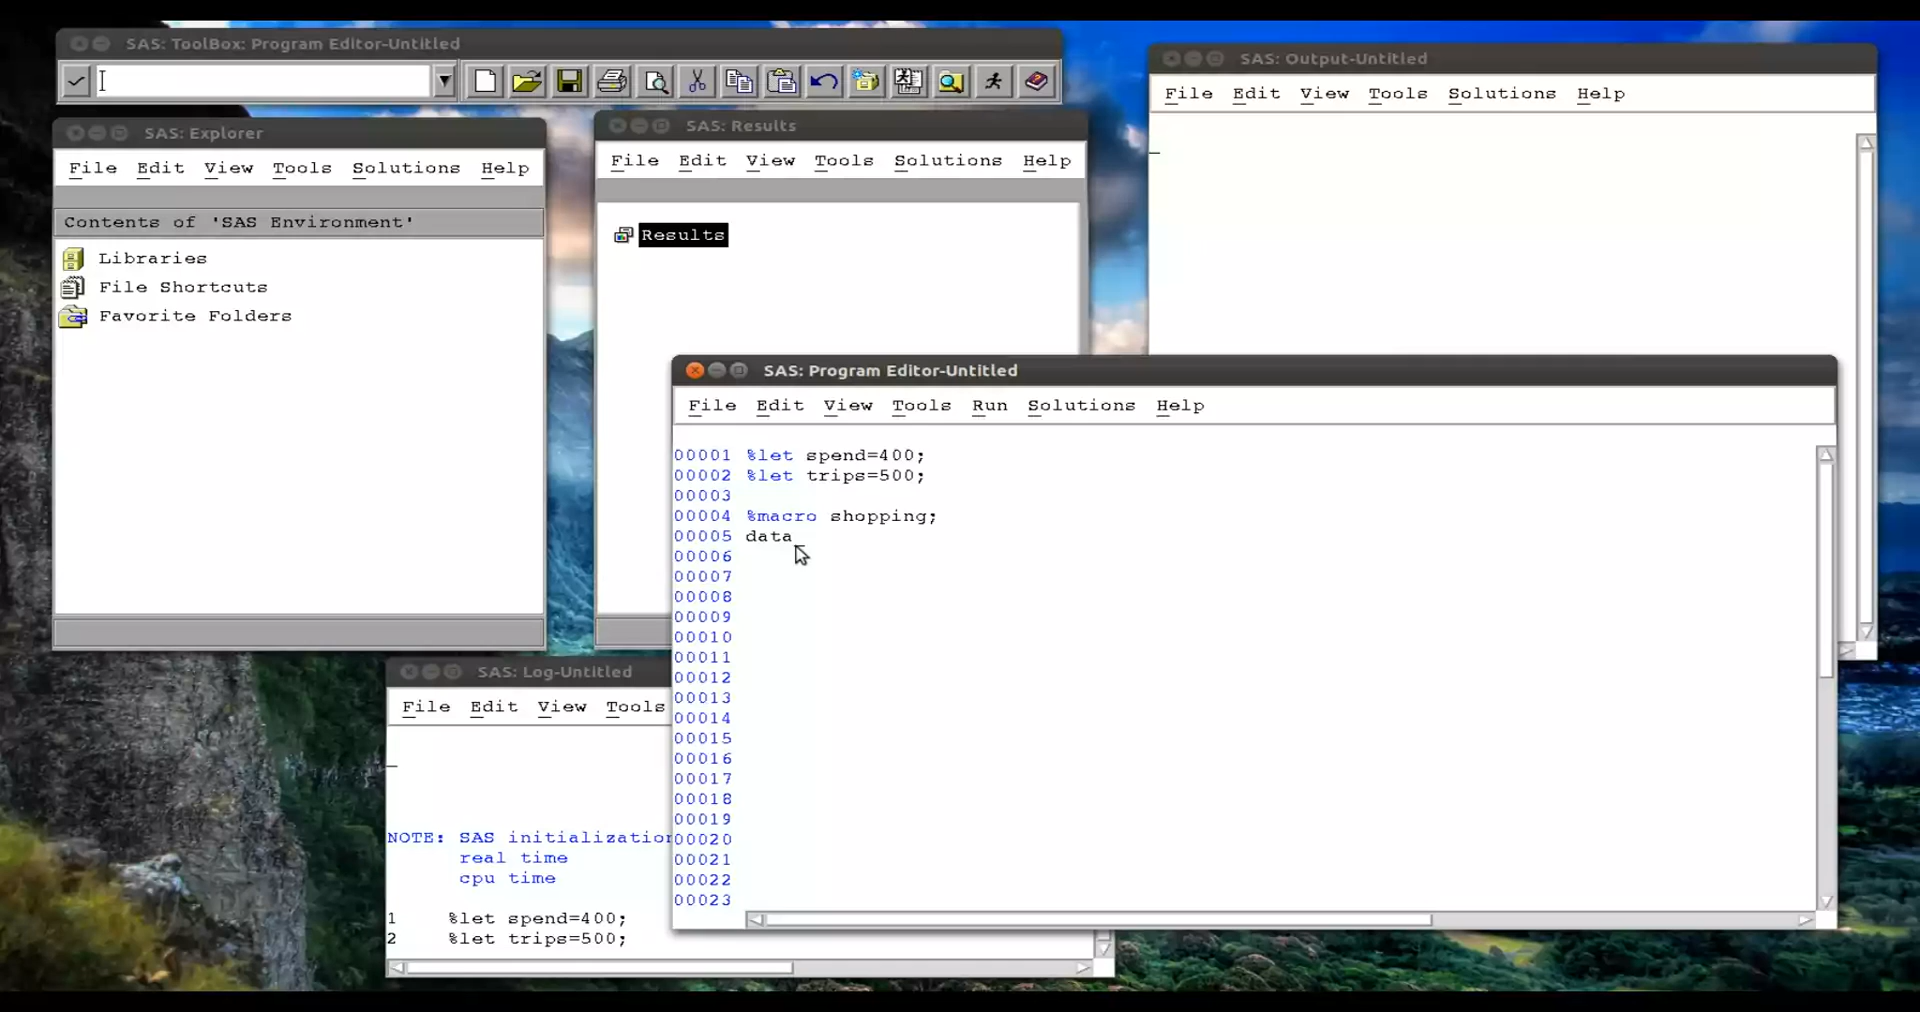 SAS: ToolBox: Program Editor-Untitled
SAS: Explorer
File Edit View Tools Solutions Help
Contents of 'SAS Environment'
Libraries
File Shortcuts
Favorite Folders
SAS: Results
File Edit View Tools Solutions Help
Results
SAS: Output-Untitled
File Edit View Tools Solutions Help
SAS: Program Editor-Untitled
File Edit View Tools Run Solutions Help
00001 %let spend=400;
00002 %let trips=500;
00003
00004 %macro shopping;
00005 data
00006
00007
00008
00009
00010
00011
00012
00013
00014
00015
00016
00017
00018
00019
00020
00021
00022
00023
SAS: Log-Untitled
File Edit View Tools
NOTE: SAS initialization
real time
cpu time
1 %let spend=400;
2 %let trips=500;